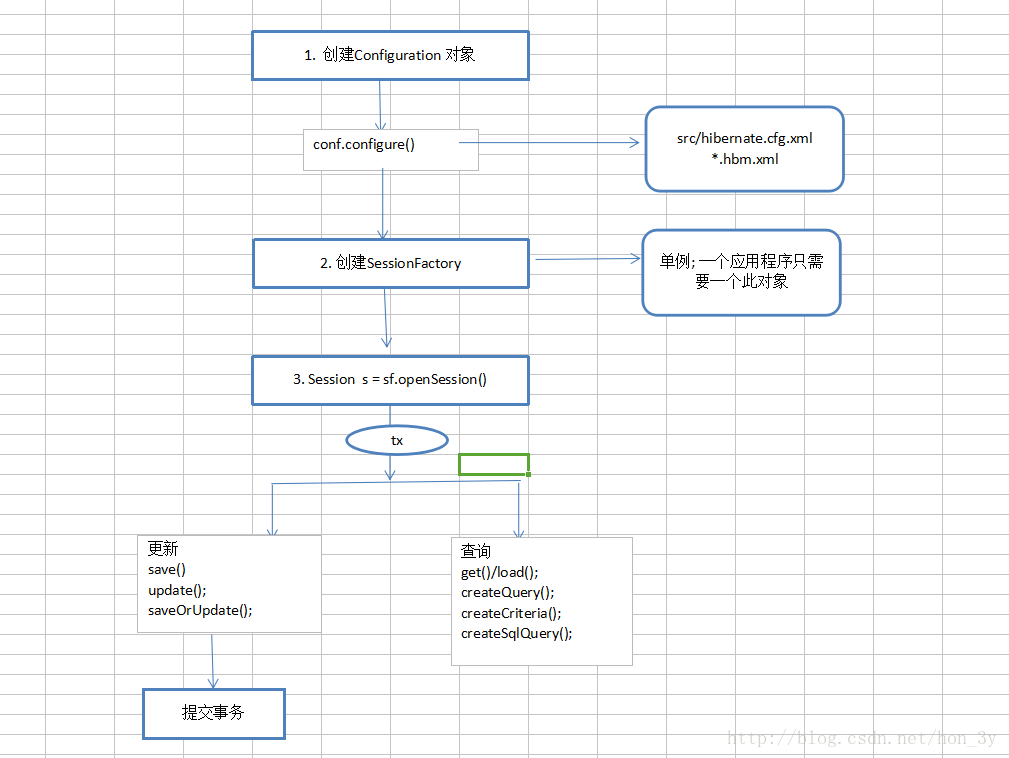 1. 创建Configuration 对象
conf.configure()
src/hibernate.cfg.xml
*.hbm.xml
2. 创建SessionFactory
单例; 一个应用程序只需
要一个此对象
3. Session s = sf.openSession()
tx
更新
save()
update();
saveOrUpdate();
查询
get()/load();
createQuery();
createCriteria();
createSqlQuery();
提交事务
http://blog.csdn.net/hon_3y